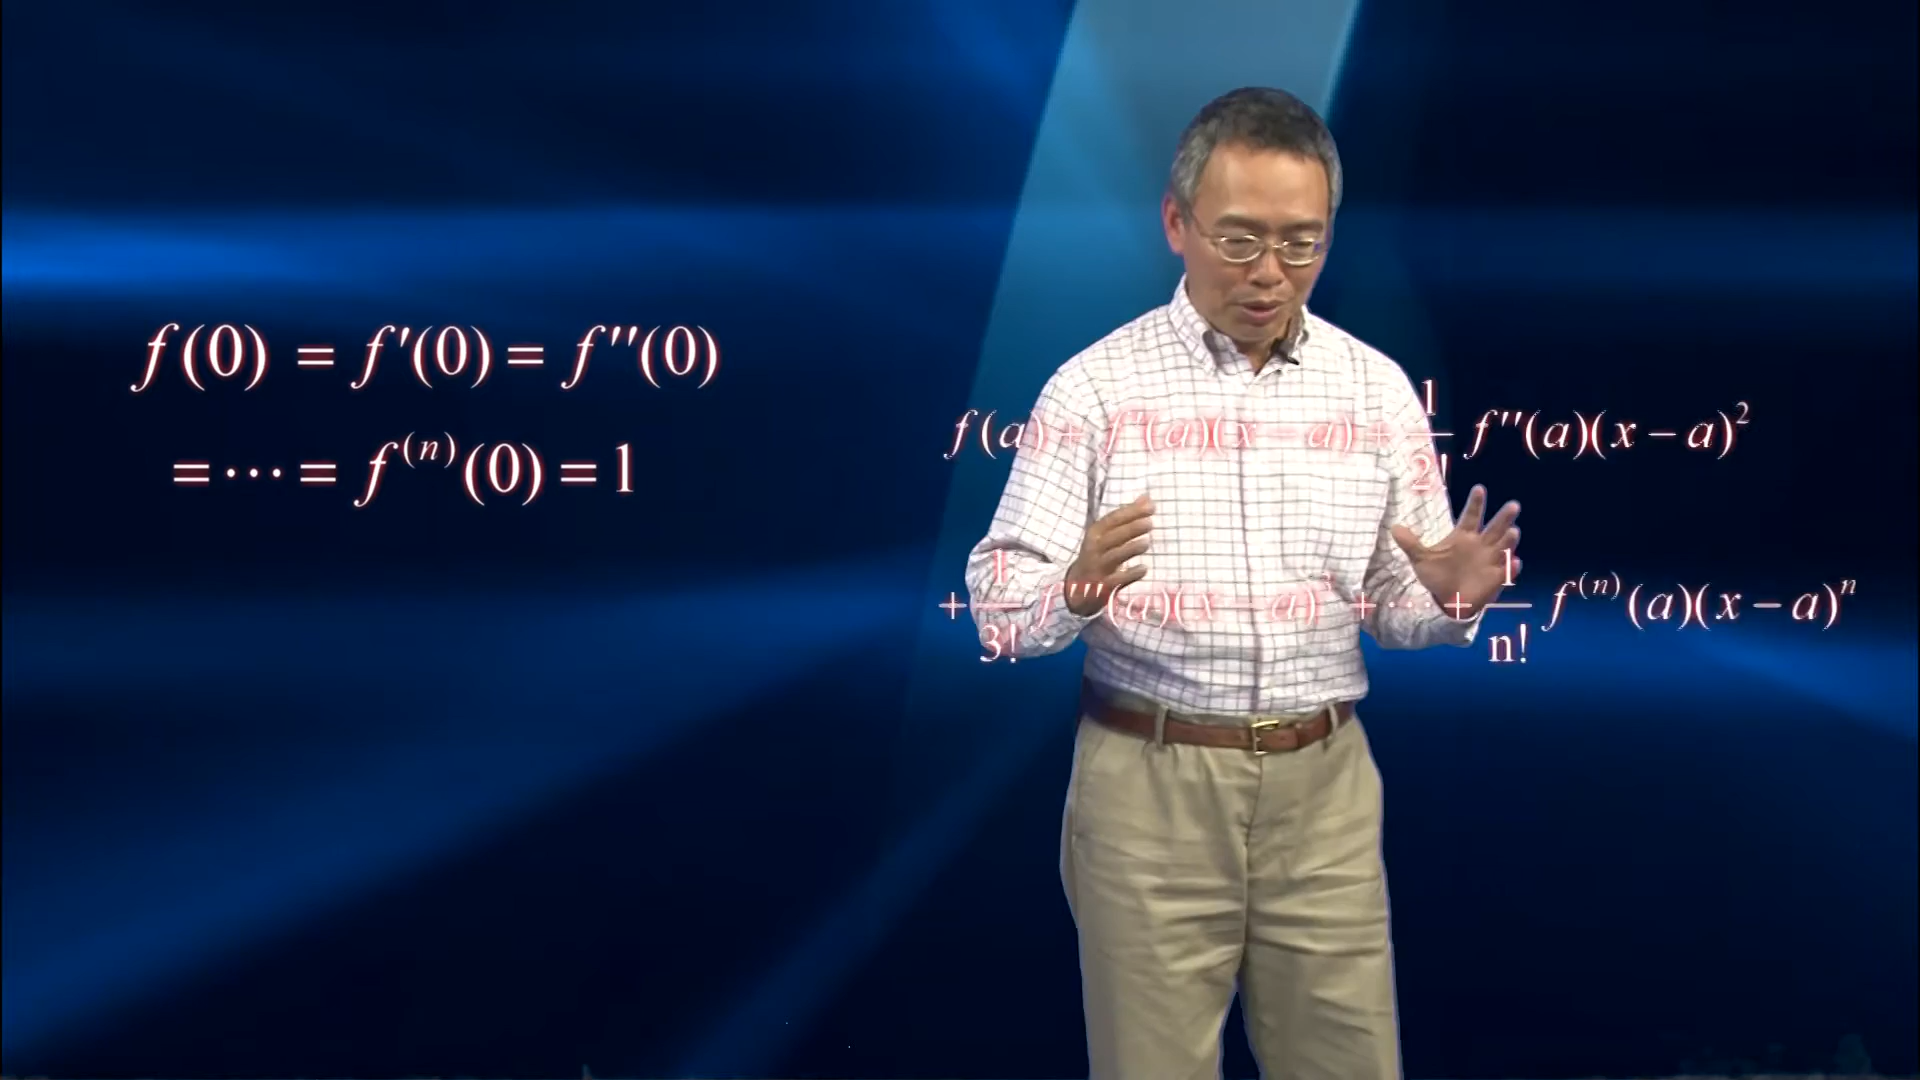 f(0) = f'(0) = f''(0)
= ⋯ = f⁽ⁿ⁾(0) = 1
f(a) + f'(a)(x − a) + 1/2! f''(a)(x − a)²
+ 1/3! f'''(a)(x − a)³ + ⋯ + 1/n! f⁽ⁿ⁾(a)(x − a)ⁿ